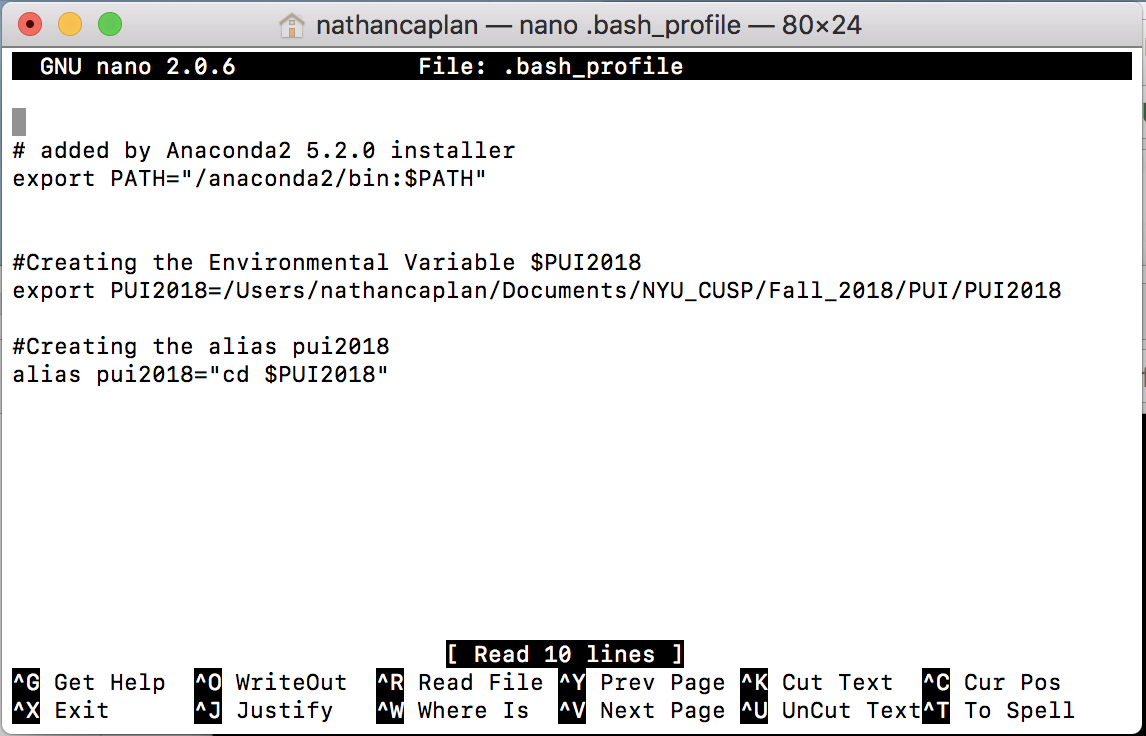 nathancaplan — nano .bash_profile — 80×24
GNU nano 2.0.6 File: .bash_profile
# added by Anaconda2 5.2.0 installer
export PATH="/anaconda2/bin:$PATH"
#Creating the Environmental Variable $PUI2018
export PUI2018=/Users/nathancaplan/Documents/NYU_CUSP/Fall_2018/PUI/PUI2018
#Creating the alias pui2018
alias pui2018="cd $PUI2018"
[ Read 10 lines ]
^G Get Help ^O WriteOut ^R Read File ^Y Prev Page ^K Cut Text ^C Cur Pos
^X Exit ^J Justify ^W Where Is ^V Next Page ^U UnCut Text ^T To Spell